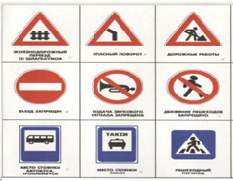 ЖЕЛЕЗНОДОРОЖНЫЙ
ПЕРЕЕЗД
СО ШЛАГБАУМОМ
ОПАСНЫЙ ПОВОРОТ
ДОРОЖНЫЕ РАБОТЫ
ВЪЕЗД ЗАПРЕЩЕН
ПОДАЧА ЗВУКОВОГО
СИГНАЛА ЗАПРЕЩЕНА
ДВИЖЕНИЕ ПЕШЕХОДОВ
ЗАПРЕЩЕНО
ТАКСИ
МЕСТО СТОЯНКИ
АВТОБУСА,
МЕСТО СТОЯНКИ
ТАКСИ
ПЕШЕХОДНЫЙ
ПЕРЕХОД